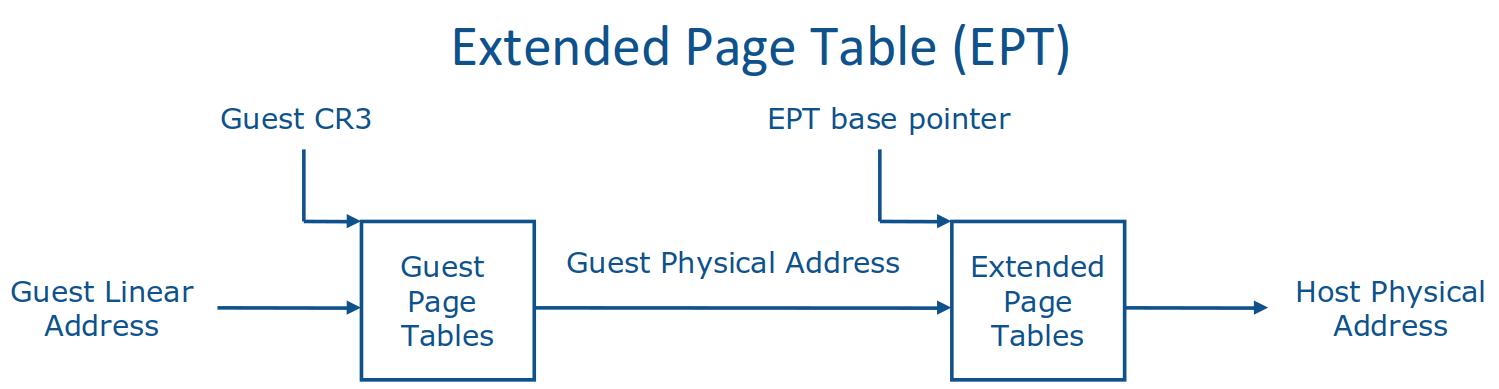 Extended Page Table (EPT)
Guest CR3
EPT base pointer
Guest Linear
Address
Guest
Page
Tables
Guest Physical Address
Extended
Page
Tables
Host Physical
Address